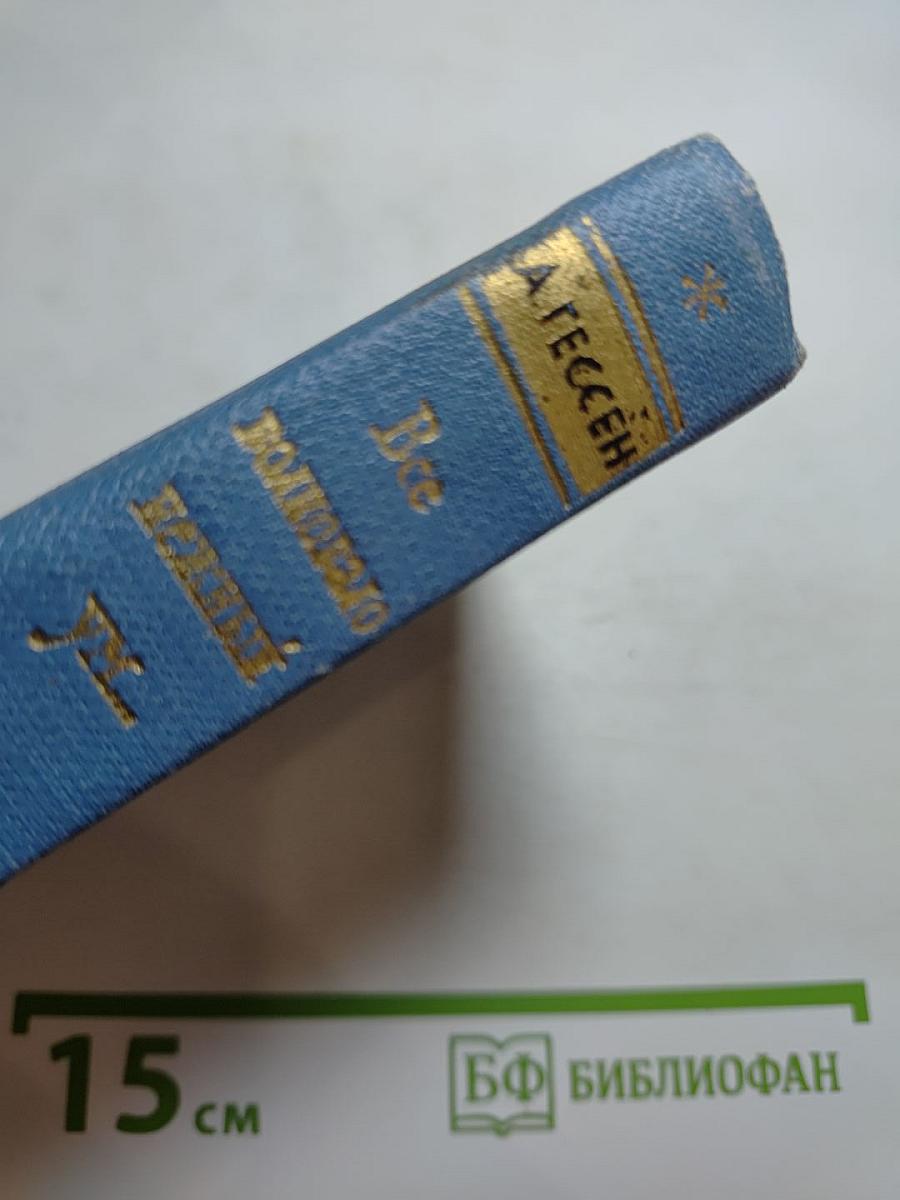 А. ГЕССЕН
Все
волновало
нежный
ум
15 см
БФ БИБЛИОФАН